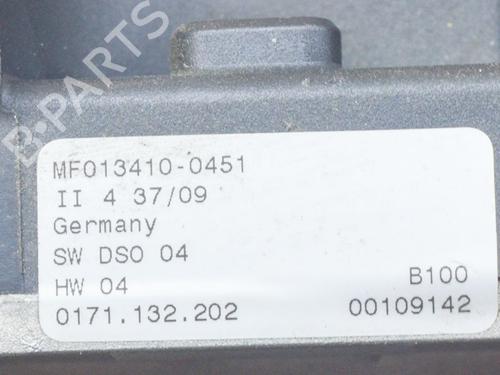 B-PARTS
MF013410-0451
II 4 37/09
Germany
SW DSO 04
HW 04 B100
0171.132.202 00109142